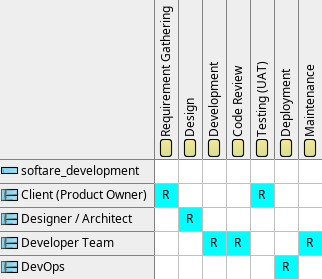 Requirement Gathering
Design
Development
Code Review
Testing (UAT)
Deployment
Maintenance
softare_development
Client (Product Owner) R R
Designer / Architect R
Developer Team R R R
DevOps R